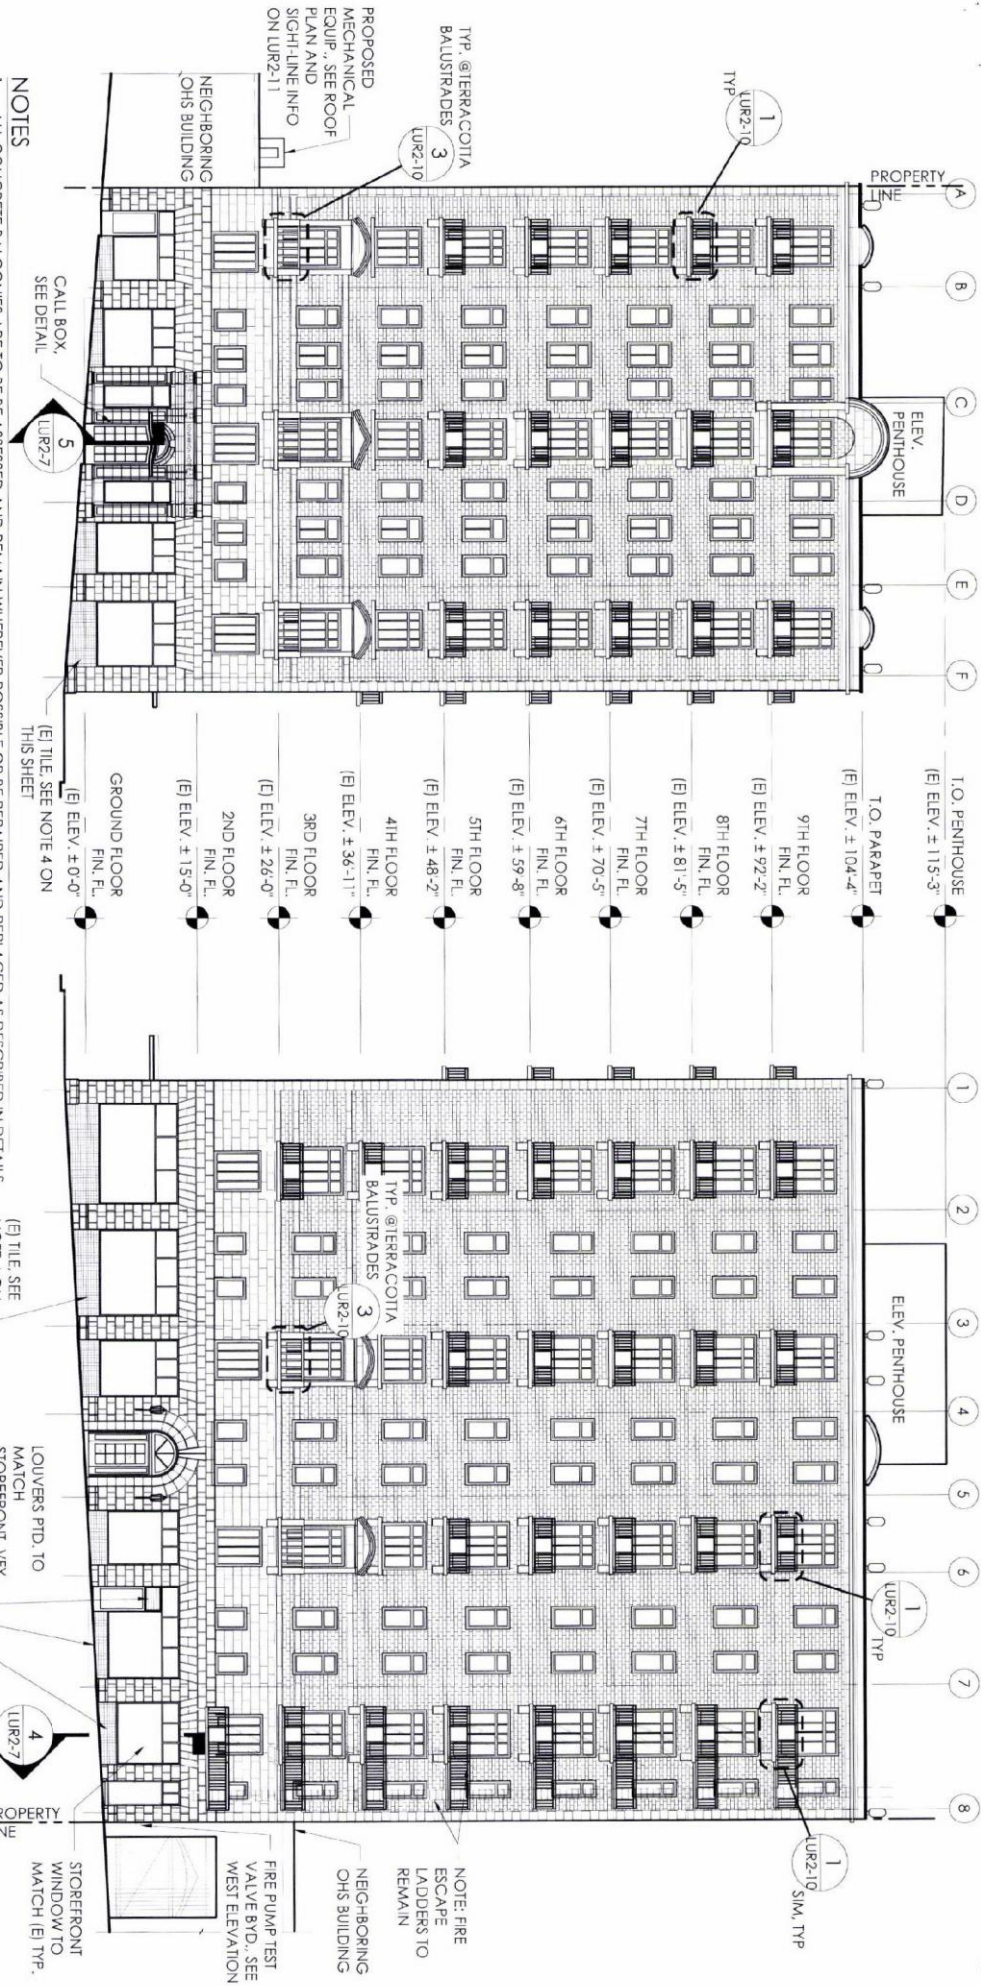 T.O. PENTHOUSE
(E) ELEV. ± 115'-3"
T.O. PARAPET
(E) ELEV. ± 104'-4"
9TH FLOOR
FIN. FL.
(E) ELEV. ± 92'-2"
8TH FLOOR
FIN. FL.
(E) ELEV. ± 81'-5"
7TH FLOOR
FIN. FL.
(E) ELEV. ± 70'-5"
6TH FLOOR
FIN. FL.
(E) ELEV. ± 59'-8"
5TH FLOOR
FIN. FL.
(E) ELEV. ± 48'-2"
4TH FLOOR
FIN. FL.
(E) ELEV. ± 36'-11"
3RD FLOOR
FIN. FL.
(E) ELEV. ± 26'-0"
2ND FLOOR
FIN. FL.
(E) ELEV. ± 15'-0"
GROUND FLOOR
FIN. FL.
(E) ELEV. ± 0'-0"
A
B
C
D
E
F
PROPERTY
LINE
ELEV.
PENTHOUSE
1
LUR2-10
TYP
TYP. @TERRACOTTA
BALUSTRADES
3
LUR2-10
PROPOSED
MECHANICAL
EQUIP., SEE ROOF
PLAN AND
SIGHT-LINE INFO
ON LUR2-11
NEIGHBORING
OHS BUILDING
CALL BOX,
SEE DETAIL
5
LUR2-7
(E) TILE, SEE NOTE 4 ON
THIS SHEET
1
2
3
4
5
6
7
8
ELEV. PENTHOUSE
1
LUR2-10
TYP
1
LUR2-10
SIM, TYP
TYP. @TERRACOTTA
BALUSTRADES
3
LUR2-10
NOTE: FIRE
ESCAPE
LADDERS TO
REMAIN
NEIGHBORING
OHS BUILDING
FIRE PUMP TEST
VALVE BYD., SEE
WEST ELEVATION
STOREFRONT
WINDOW TO
MATCH (E) TYP.
4
LUR2-7
(E) TILE, SEE
LOUVERS PTD. TO
MATCH
NOTES